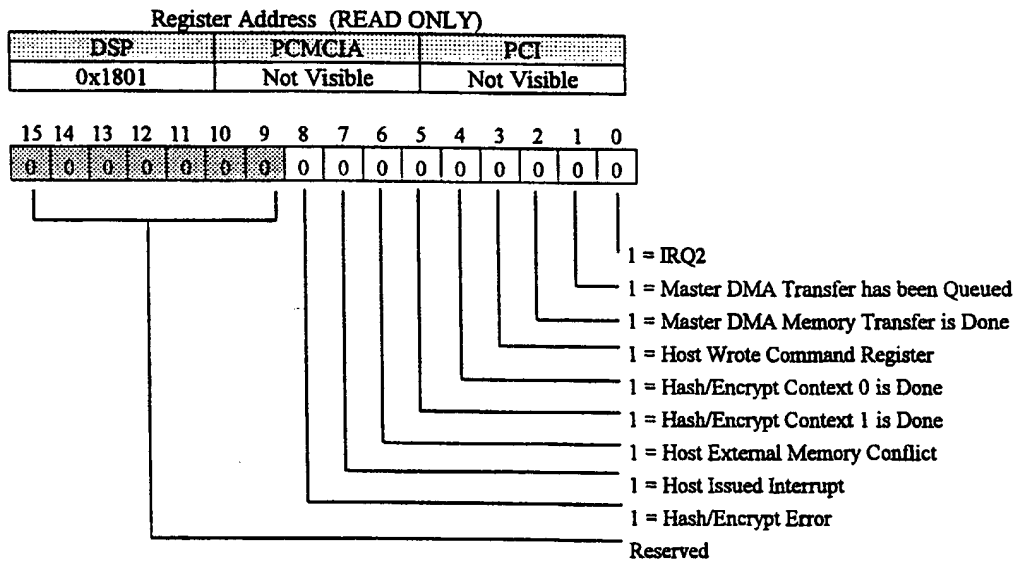 Register Address (READ ONLY)
DSP PCMCIA PCI
0x1801 Not Visible Not Visible
15 14 13 12 11 10 9 8 7 6 5 4 3 2 1 0
0 0 0 0 0 0 0 0 0 0 0 0 0 0 0 0
1 = IRQ2
1 = Master DMA Transfer has been Queued
1 = Master DMA Memory Transfer is Done
1 = Host Wrote Command Register
1 = Hash/Encrypt Context 0 is Done
1 = Hash/Encrypt Context 1 is Done
1 = Host External Memory Conflict
1 = Host Issued Interrupt
1 = Hash/Encrypt Error
Reserved